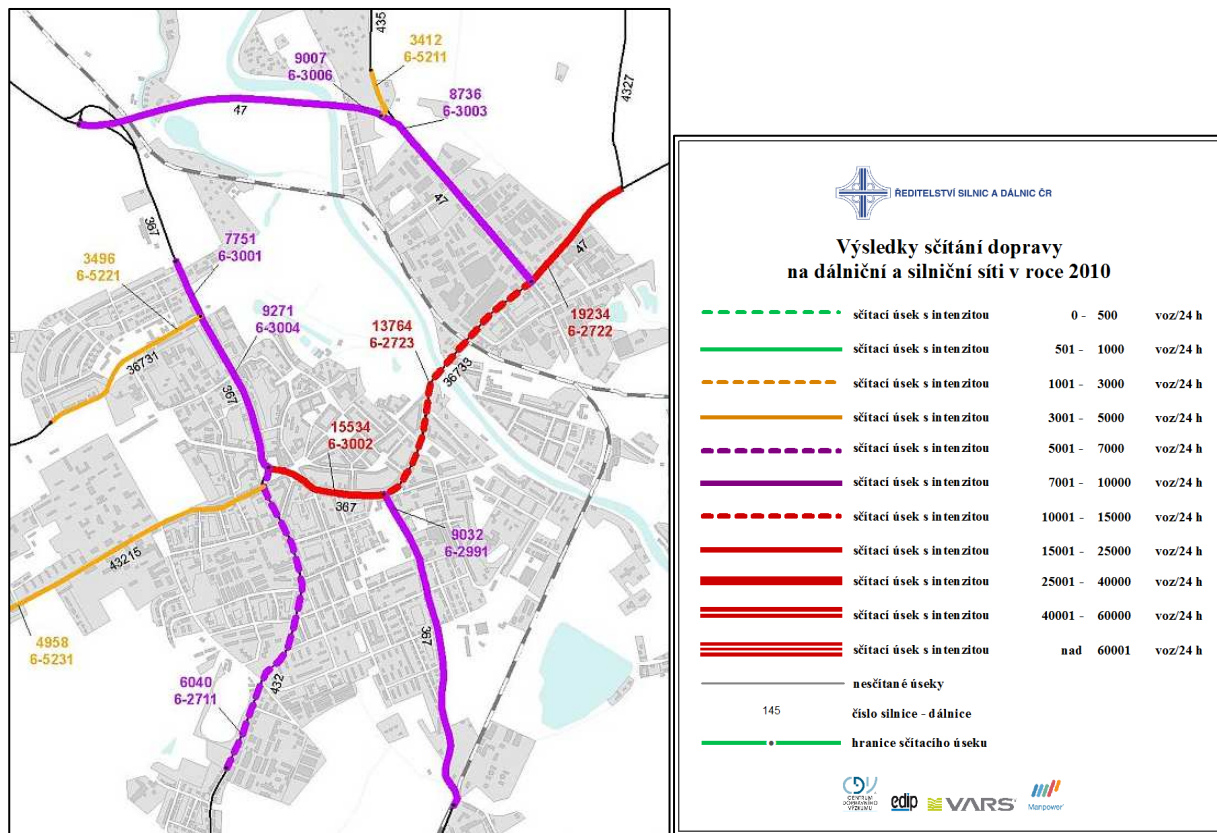 435
3412
6-5211
9007
6-3006
8736
6-3003
4327
47
47
47
367
7751
6-3001
3496
6-5221
9271
6-3004
13764
6-2723
19234
6-2722
36731
36733
367
15534
6-3002
367
9032
6-2991
43215
367
4958
6-5231
6040
6-2711
432
ŘEDITELSTVÍ SILNIC A DÁLNIC ČR
Výsledky sčítání dopravy
na dálniční a silniční síti v roce 2010
sčítací úsek s intenzitou 0 - 500 voz/24 h
sčítací úsek s intenzitou 501 - 1000 voz/24 h
sčítací úsek s intenzitou 1001 - 3000 voz/24 h
sčítací úsek s intenzitou 3001 - 5000 voz/24 h
sčítací úsek s intenzitou 5001 - 7000 voz/24 h
sčítací úsek s intenzitou 7001 - 10000 voz/24 h
sčítací úsek s intenzitou 10001 - 15000 voz/24 h
sčítací úsek s intenzitou 15001 - 25000 voz/24 h
sčítací úsek s intenzitou 25001 - 40000 voz/24 h
sčítací úsek s intenzitou 40001 - 60000 voz/24 h
sčítací úsek s intenzitou nad 60001 voz/24 h
nesčítané úseky
145 číslo silnice - dálnice
hranice sčítacího úseku
CDV
CENTRUM
DOPRAVNÍHO
VÝZKUMU
edip
VARS
Manpower